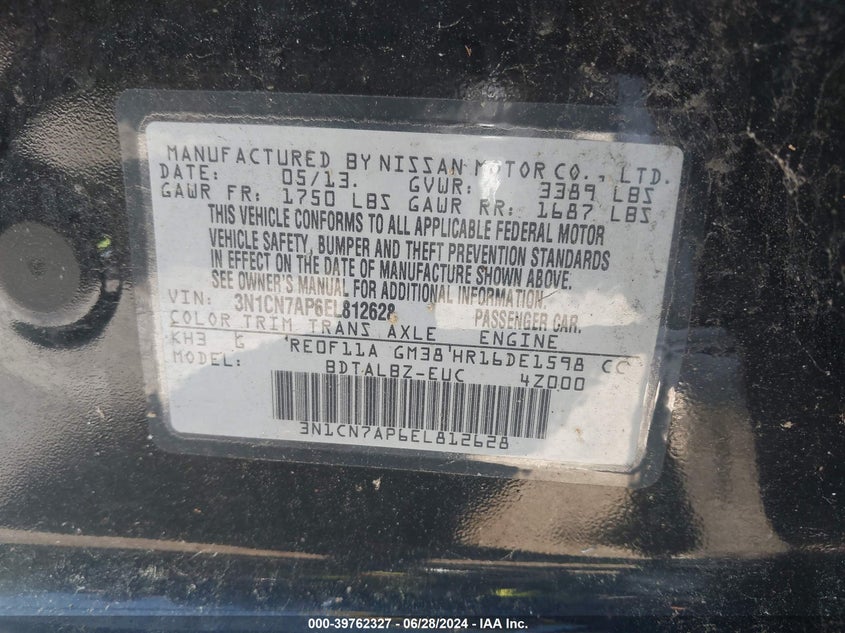 MANUFACTURED BY NISSAN MOTOR CO., LTD.
DATE: 05/13. GVWR: 3389 LBS
GAWR FR: 1750 LBS GAWR RR: 1687 LBS
THIS VEHICLE CONFORMS TO ALL APPLICABLE FEDERAL MOTOR
VEHICLE SAFETY, BUMPER AND THEFT PREVENTION STANDARDS
IN EFFECT ON THE DATE OF MANUFACTURE SHOWN ABOVE.
SEE OWNER'S MANUAL FOR ADDITIONAL INFORMATION.
VIN: 3N1CN7AP6EL812628 PASSENGER CAR.
COLOR TRIM TRANS AXLE ENGINE
KH3 G RE0F11A GM38 HR16DE1598 CC
MODEL: BDTALBZ-EUC 4Z000
3N1CN7AP6EL812628
000-39762327 / 06/28/2024 - IAA Inc.